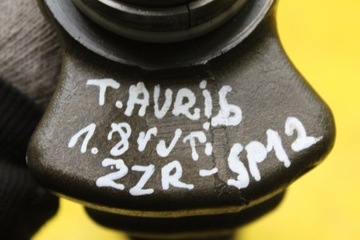 T. AURIS
1.8 VVTi
2ZR - SP12